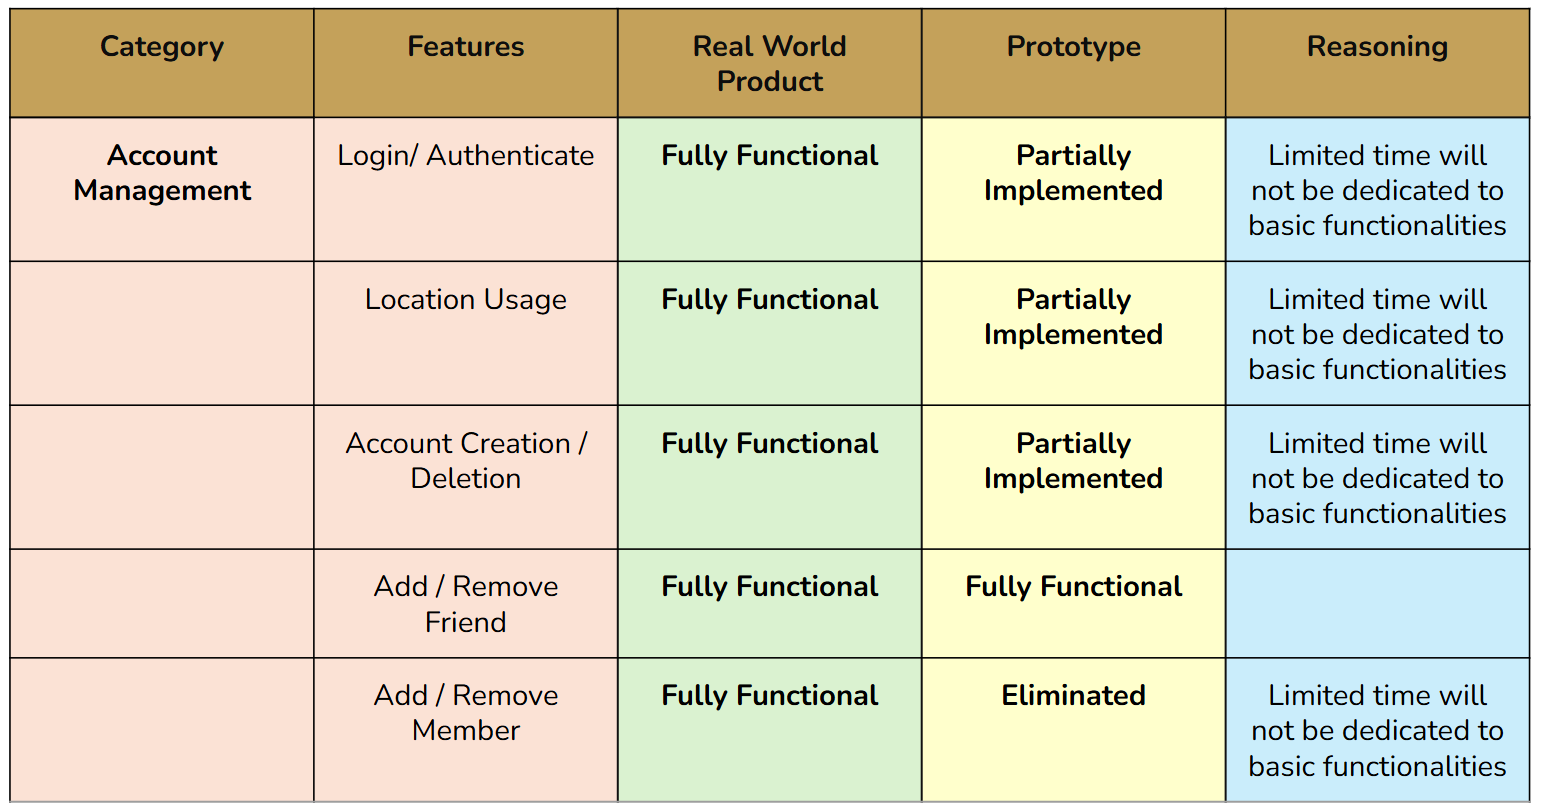 Category
Features
Real World
Product
Prototype
Reasoning
Account
Management
Login/ Authenticate
Fully Functional
Partially
Implemented
Limited time will
not be dedicated to
basic functionalities
Location Usage
Fully Functional
Partially
Implemented
Limited time will
not be dedicated to
basic functionalities
Account Creation /
Deletion
Fully Functional
Partially
Implemented
Limited time will
not be dedicated to
basic functionalities
Add / Remove
Friend
Fully Functional
Fully Functional
Add / Remove
Member
Fully Functional
Eliminated
Limited time will
not be dedicated to
basic functionalities